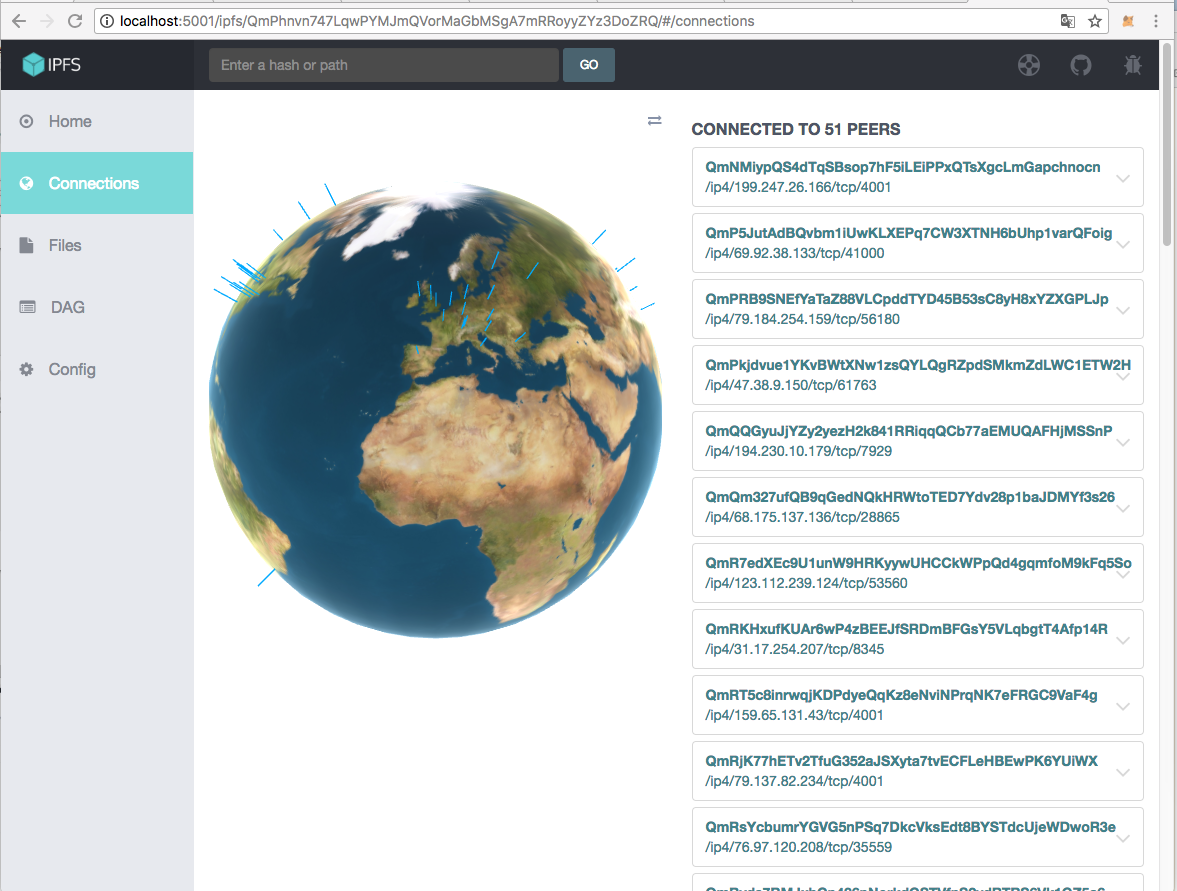 localhost:5001/ipfs/QmPhnvn747LqwPYMJmQVorMaGbMSgA7mRRoyyZYz3DoZRQ/#/connections
IPFS
Enter a hash or path
GO
Home
Connections
Files
DAG
Config
CONNECTED TO 51 PEERS
QmNMiypQS4dTqSBsop7hF5iLEiPPxQTsXgcLmGapchnocn
/ip4/199.247.26.166/tcp/4001
QmP5JutAdBQvbm1iUwKLXEPq7CW3XTNH6bUhp1varQFoig
/ip4/69.92.38.133/tcp/41000
QmPRB9SNEfYaTaZ88VLCpddTYD45B53sC8yH8xYZXGPLJp
/ip4/79.184.254.159/tcp/56180
QmPkjdvue1YKvBWtXNw1zsQYLQgRZpdSMkmZdLWC1ETW2H
/ip4/47.38.9.150/tcp/61763
QmQQGyuJjYZy2yezH2k841RRiqqQCb77aEMUQAFHjMSSnP
/ip4/194.230.10.179/tcp/7929
QmQm327ufQB9qGedNQkHRWtoTED7Ydv28p1baJDMYf3s26
/ip4/68.175.137.136/tcp/28865
QmR7edXEc9U1unW9HRKyywUHCCkWPpQd4gqmfoM9kFq5So
/ip4/123.112.239.124/tcp/53560
QmRKHxufKUAr6wP4zBEEJfSRDmBFGsY5VLqbgtT4Afp14R
/ip4/31.17.254.207/tcp/8345
QmRT5c8inrwqjKDPdyeQqKz8eNviNPrqNK7eFRGC9VaF4g
/ip4/159.65.131.43/tcp/4001
QmRjK77hETv2TfuG352aJSXyta7tvECFLeHBEwPK6YUiWX
/ip4/79.137.82.234/tcp/4001
QmRsYcbumrYGVG5nPSq7DkcVksEdt8BYSTdcUjeWDwoR3e
/ip4/76.97.120.208/tcp/35559